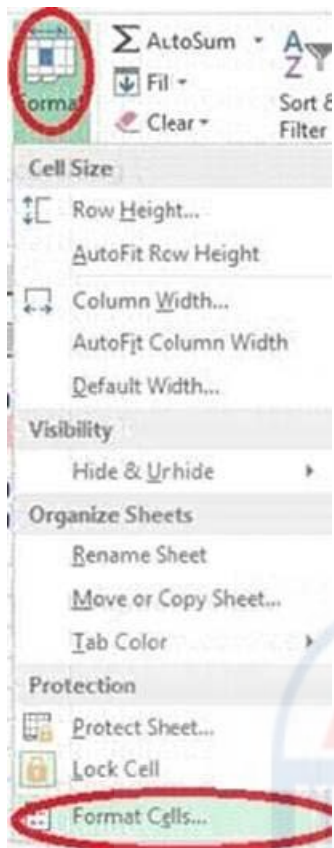 AutoSum
Fil
Clear
A
Z
Sort &
Filter
Format
Cell Size
Row Height...
AutoFit Row Height
Column Width...
AutoFit Column Width
Default Width...
Visibility
Hide & Unhide
Organize Sheets
Rename Sheet
Move or Copy Sheet...
Tab Color
Protection
Protect Sheet...
Lock Cell
Format Cells...